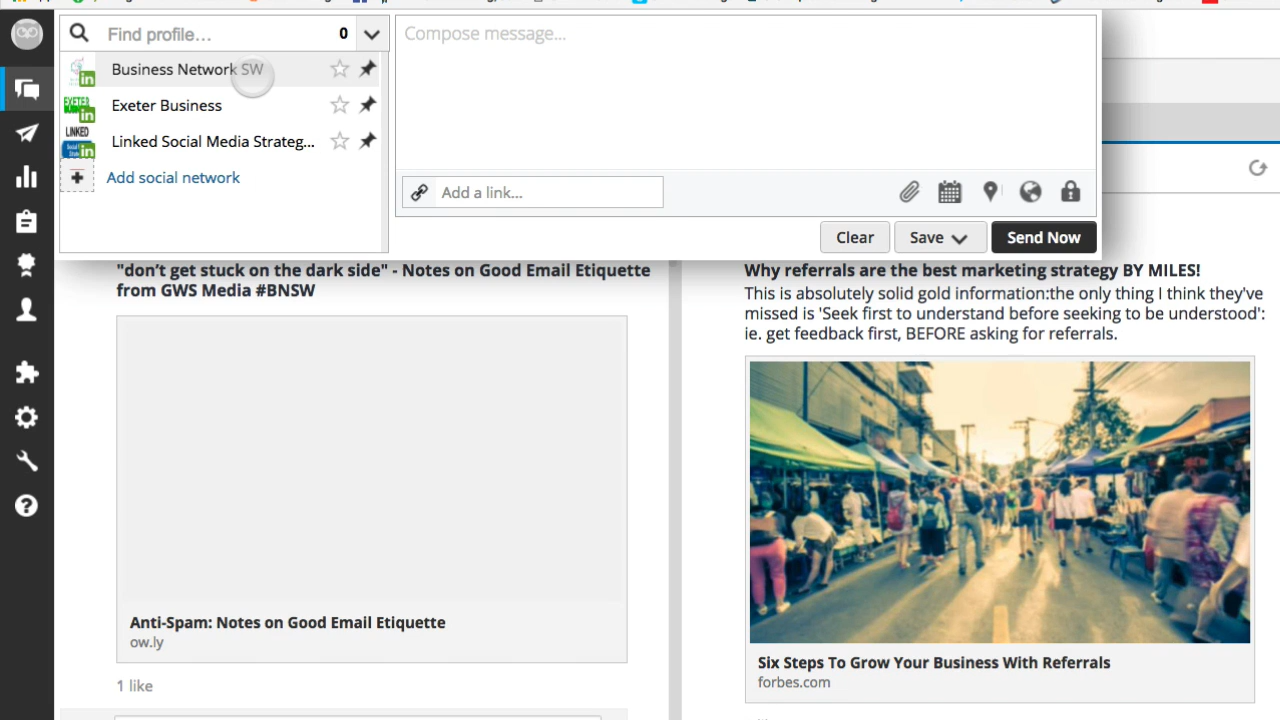 Find profile...
0
Compose message...
Business Network SW
in
EXETER
in
Exeter Business
LINKED
in
Linked Social Media Strateg...
Add social network
Add a link...
Clear
Save
Send Now
"don't get stuck on the dark side" - Notes on Good Email Etiquette
from GWS Media #BNSW
Anti-Spam: Notes on Good Email Etiquette
ow.ly
1 like
Why referrals are the best marketing strategy BY MILES!
This is absolutely solid gold information:the only thing I think they've
missed is 'Seek first to understand before seeking to be understood':
ie. get feedback first, BEFORE asking for referrals.
Six Steps To Grow Your Business With Referrals
forbes.com